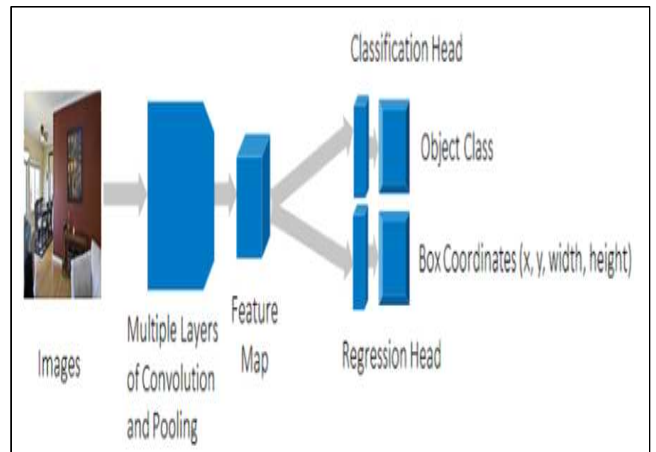 Classification Head
Object Class
Box Coordinates (x, y, width, height)
Regression Head
Feature
Map
Multiple Layers
of Convolution
and Pooling
Images